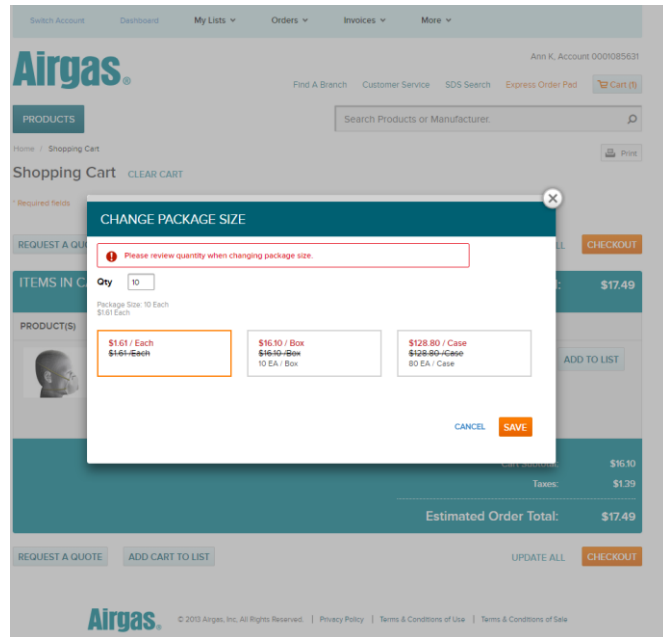 Switch Account Dashboard My Lists Orders Invoices More
Airgas®
Ann K, Account 0001085631
Find A Branch Customer Service SDS Search Express Order Pad Cart (1)
PRODUCTS
Search Products or Manufacturer.
Home / Shopping Cart
Print
Shopping Cart CLEAR CART
* Required fields
CHANGE PACKAGE SIZE
Please review quantity when changing package size.
REQUEST A QU
LL
CHECKOUT
ITEMS IN C
Qty 10
: $17.49
Package Size: 10 Each
$1.61 Each
PRODUCT(S)
$1.61 / Each
$1.61 /Each
$16.10 / Box
$16.10 /Box
10 EA / Box
$128.80 / Case
$128.80 /Case
80 EA / Case
ADD TO LIST
CANCEL SAVE
Cart Subtotal: $16.10
Taxes: $1.39
Estimated Order Total: $17.49
REQUEST A QUOTE ADD CART TO LIST UPDATE ALL CHECKOUT
Airgas® © 2013 Airgas, Inc, All Rights Reserved. | Privacy Policy | Terms & Conditions of Use | Terms & Conditions of Sale